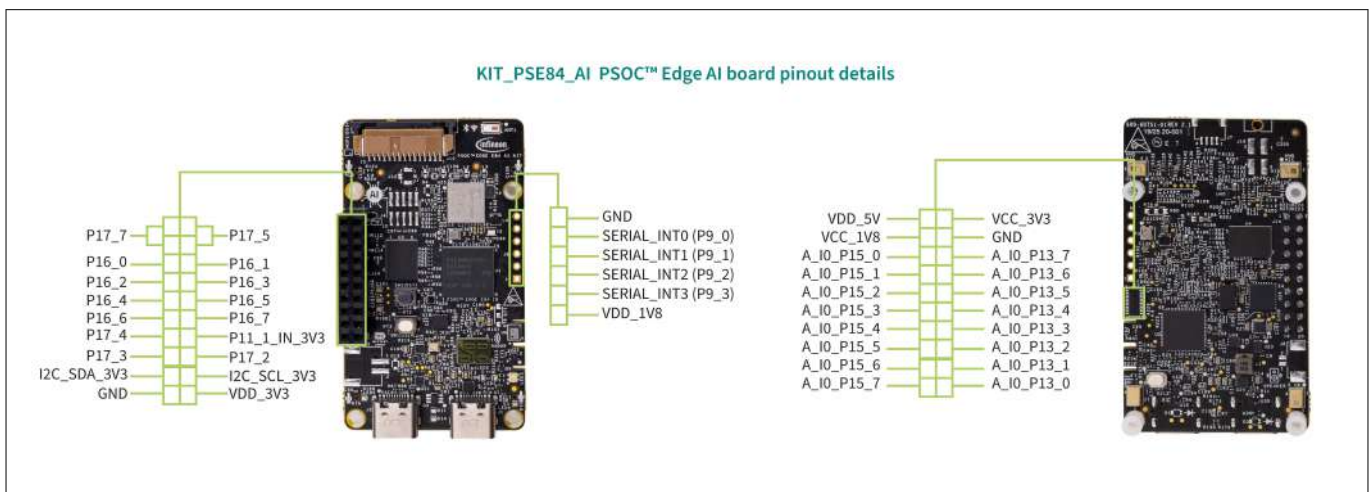 KIT_PSE84_AI PSOC™ Edge AI board pinout details
P17_7
P16_0
P16_2
P16_4
P16_6
P17_4
P17_3
I2C_SDA_3V3
GND
P17_5
P16_1
P16_3
P16_5
P16_7
P11_1_IN_3V3
P17_2
I2C_SCL_3V3
VDD_3V3
infineon
AI
GND
SERIAL_INT0 (P9_0)
SERIAL_INT1 (P9_1)
SERIAL_INT2 (P9_2)
SERIAL_INT3 (P9_3)
VDD_1V8
VDD_5V
VCC_1V8
A_I0_P15_0
A_I0_P15_1
A_I0_P15_2
A_I0_P15_3
A_I0_P15_4
A_I0_P15_5
A_I0_P15_6
A_I0_P15_7
VCC_3V3
GND
A_I0_P13_7
A_I0_P13_6
A_I0_P13_5
A_I0_P13_4
A_I0_P13_3
A_I0_P13_2
A_I0_P13_1
A_I0_P13_0